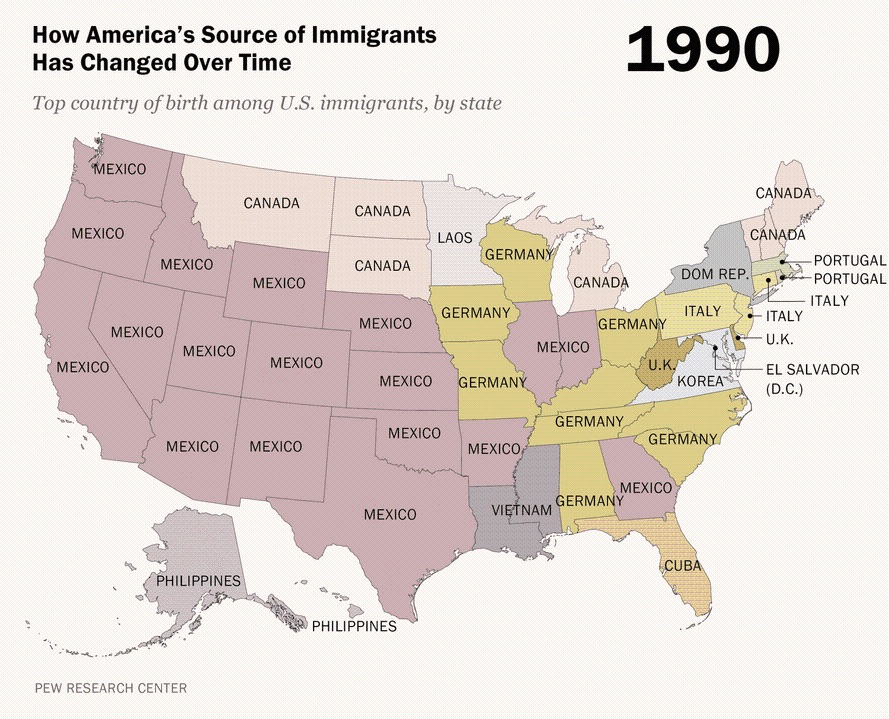 How America's Source of Immigrants
Has Changed Over Time
1990
Top country of birth among U.S. immigrants, by state
MEXICO
CANADA
CANADA
CANADA
MEXICO
LAOS
CANADA
GERMANY
MEXICO
CANADA
PORTUGAL
DOM REP.
PORTUGAL
MEXICO
CANADA
ITALY
MEXICO
GERMANY
GERMANY
ITALY
ITALY
MEXICO
MEXICO
U.K.
MEXICO
MEXICO
MEXICO
MEXICO
U.K.
EL SALVADOR
(D.C.)
MEXICO
GERMANY
KOREA
GERMANY
MEXICO
GERMANY
MEXICO
MEXICO
MEXICO
MEXICO
GERMANY
MEXICO
VIETNAM
MEXICO
CUBA
PHILIPPINES
PHILIPPINES
PEW RESEARCH CENTER